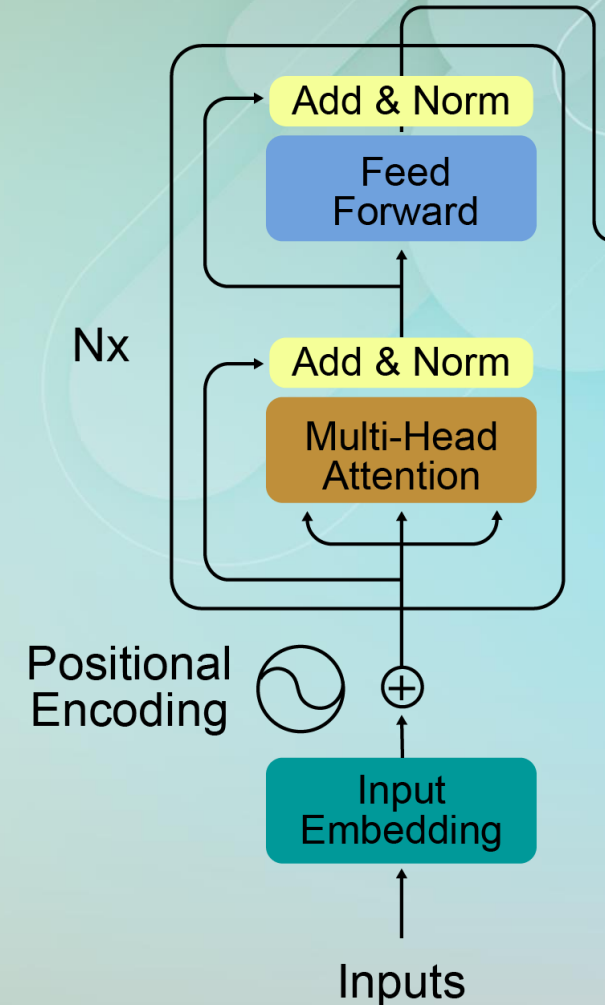 Add & Norm
Feed
Forward
Nx
Add & Norm
Multi-Head
Attention
Positional
Encoding
Input
Embedding
Inputs